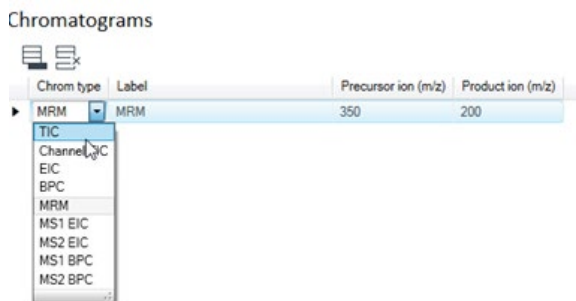 Chromatograms
Chrom type Label Precursor ion (m/z) Product ion (m/z)
MRM MRM 350 200
TIC
Channel TIC
EIC
BPC
MRM
MS1 EIC
MS2 EIC
MS1 BPC
MS2 BPC